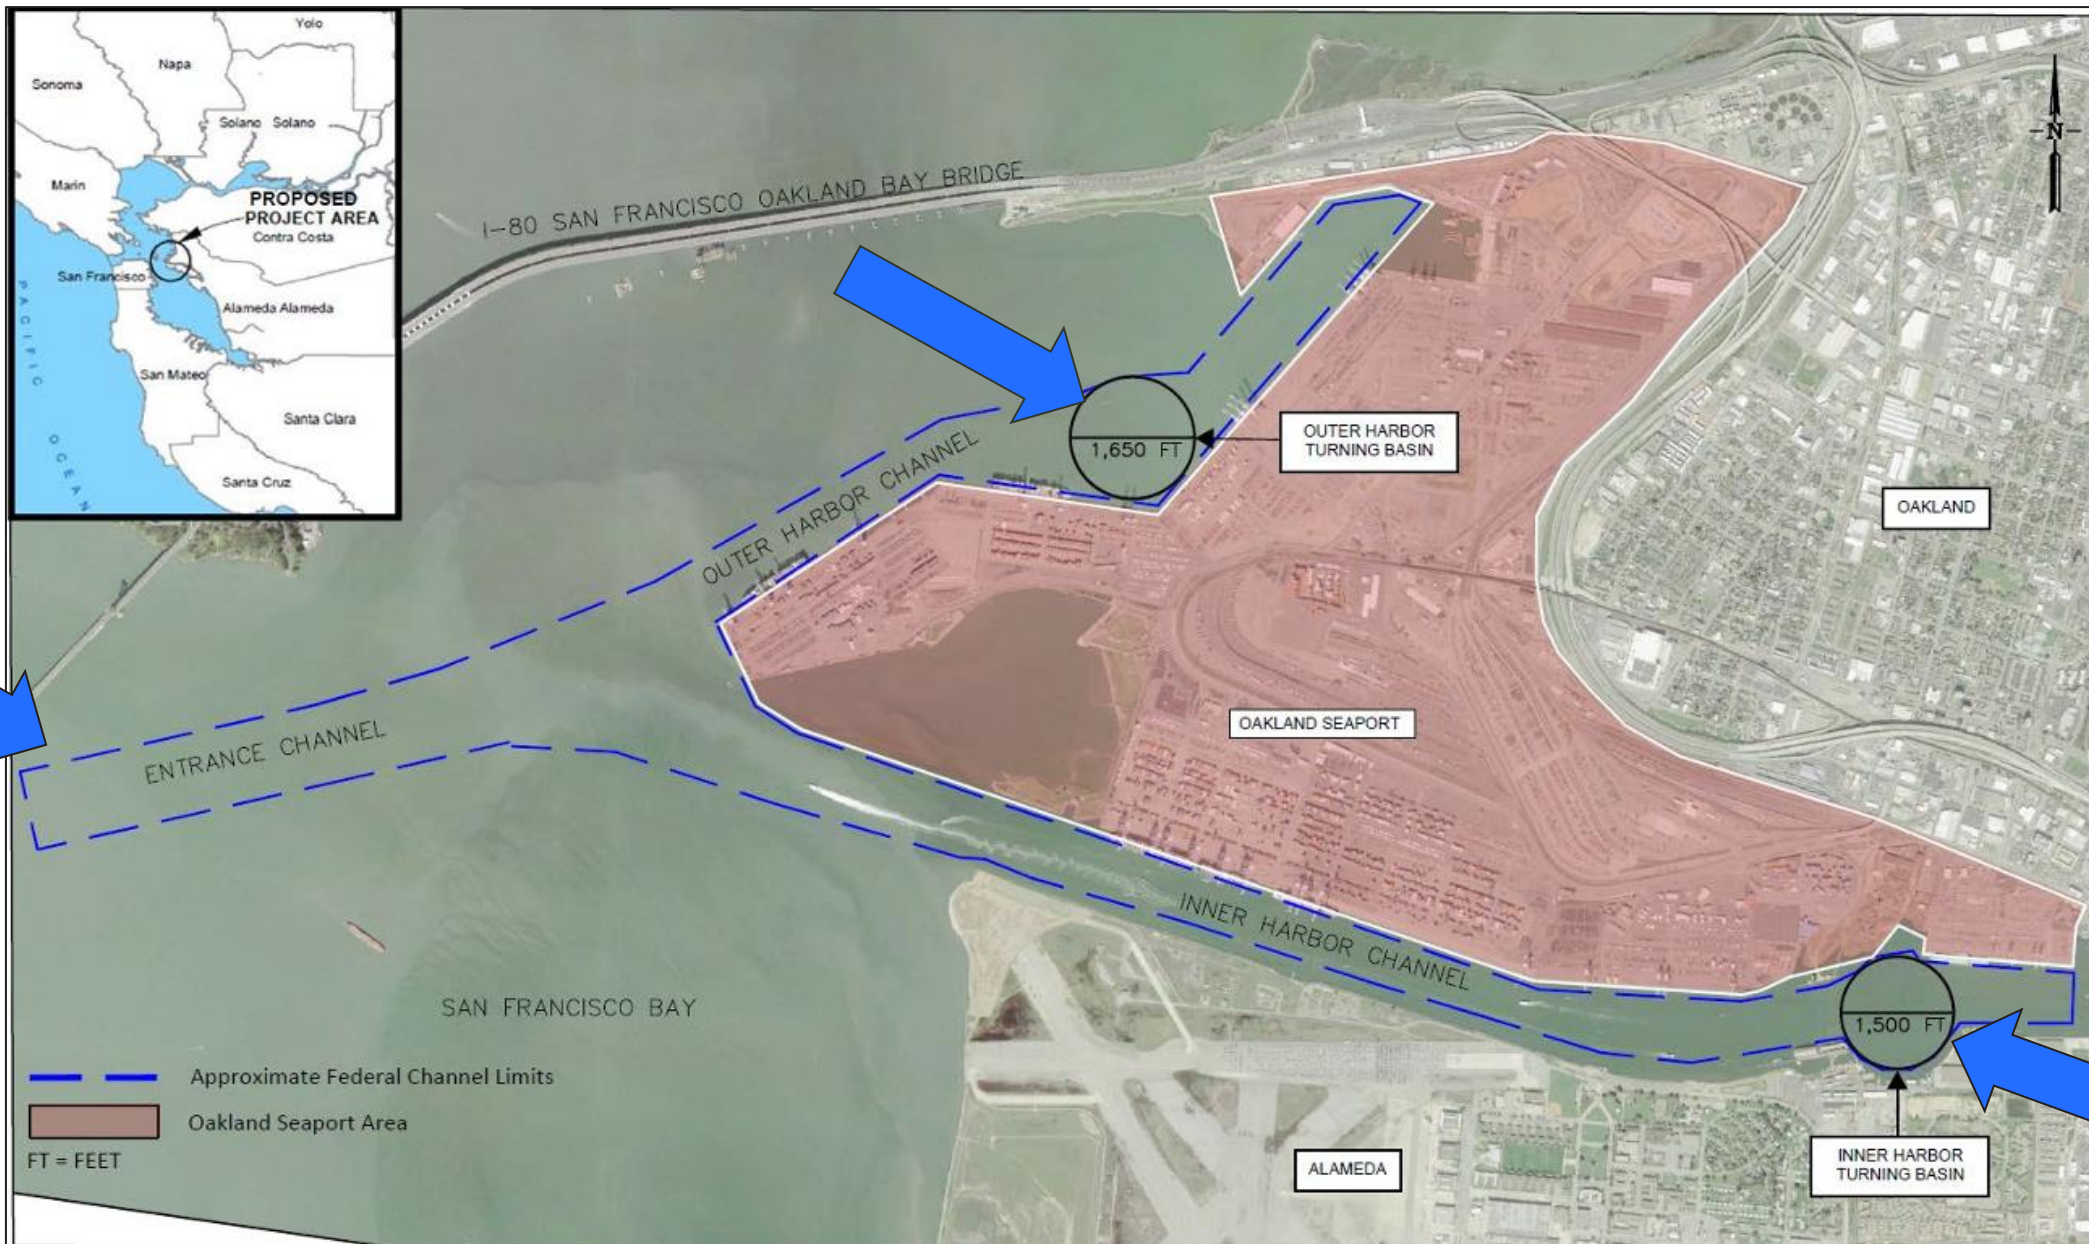 Yolo
Napa
Sonoma
Solano Solano
Marin
PROPOSED
PROJECT AREA
Contra Costa
San Francisco
Alameda Alameda
PACIFIC OCEAN
San Mateo
Santa Clara
Santa Cruz
N
I-80 SAN FRANCISCO OAKLAND BAY BRIDGE
1,650 FT
OUTER HARBOR
TURNING BASIN
OUTER HARBOR CHANNEL
OAKLAND
ENTRANCE CHANNEL
OAKLAND SEAPORT
INNER HARBOR CHANNEL
SAN FRANCISCO BAY
1,500 FT
Approximate Federal Channel Limits
Oakland Seaport Area
FT = FEET
ALAMEDA
INNER HARBOR
TURNING BASIN